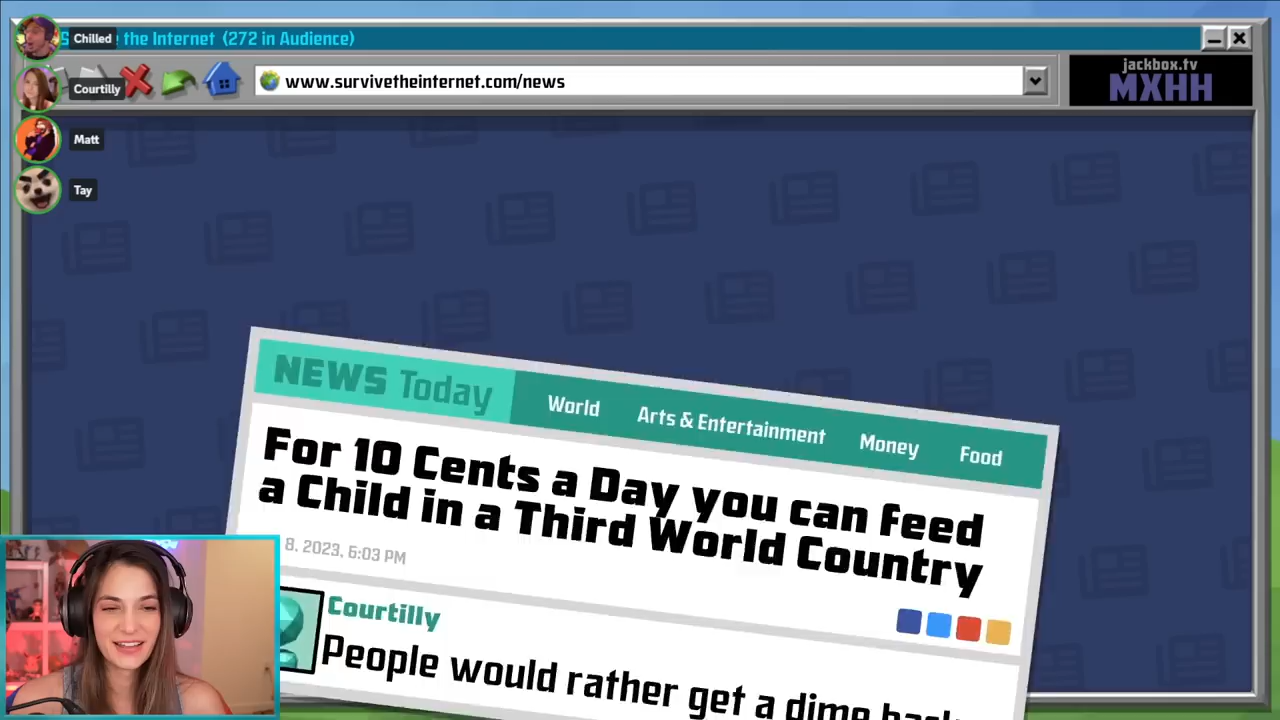 Chilled
the Internet (272 in Audience)
www.survivetheinternet.com/news
jackbox.tv
MXHH
Courtilly
Matt
Tay
NEWS Today
World
Arts & Entertainment
Money
Food
For 10 Cents a Day you can feed
a Child in a Third World Country
8, 2023, 6:03 PM
Courtilly
People would rather get a dime back